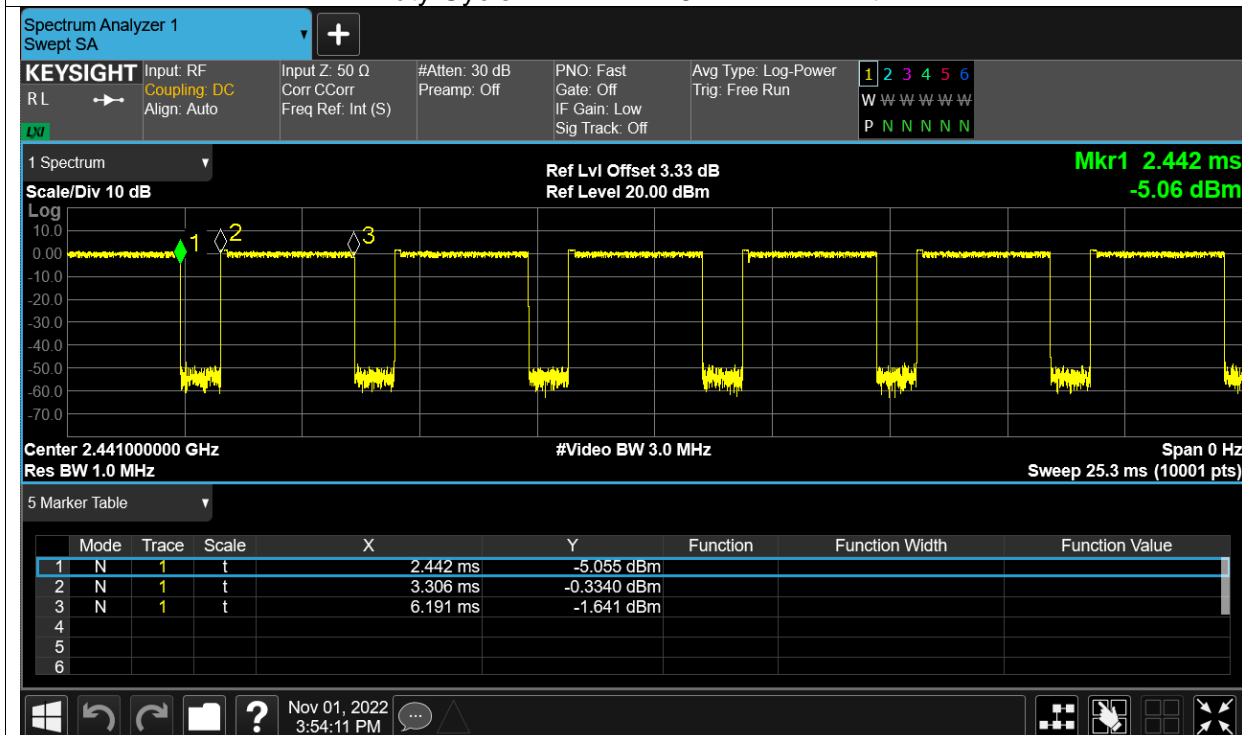 Spectrum Analyzer 1
Swept SA
KEYSIGHT
R L
LXI
Input: RF
Coupling: DC
Align: Auto
Input Z: 50 Ω
Corr CCorr
Freq Ref: Int (S)
#Atten: 30 dB
Preamp: Off
PNO: Fast
Gate: Off
IF Gain: Low
Sig Track: Off
Avg Type: Log-Power
Trig: Free Run
1 2 3 4 5 6
W W W W W W
P N N N N N
1 Spectrum
Scale/Div 10 dB
Ref Lvl Offset 3.33 dB
Ref Level 20.00 dBm
Mkr1 2.442 ms
-5.06 dBm
Log
10.0
0.00
-10.0
-20.0
-30.0
-40.0
-50.0
-60.0
-70.0
1 2 3
Center 2.441000000 GHz
#Video BW 3.0 MHz
Span 0 Hz
Res BW 1.0 MHz
Sweep 25.3 ms (10001 pts)
5 Marker Table
Mode Trace Scale X Y Function Function Width Function Value
1 N 1 t 2.442 ms -5.055 dBm
2 N 1 t 3.306 ms -0.3340 dBm
3 N 1 t 6.191 ms -1.641 dBm
4
5
6
?
Nov 01, 2022
3:54:11 PM